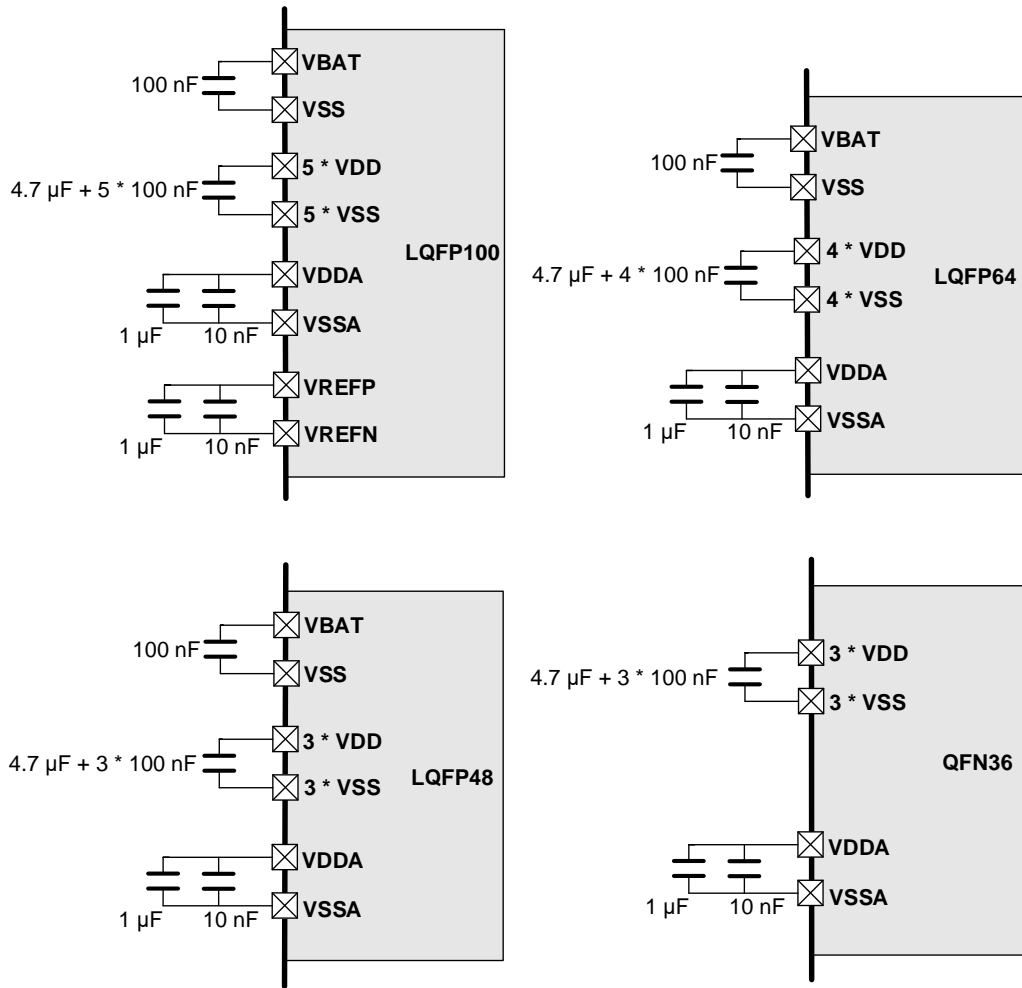 VBAT
100 nF
VSS
5 * VDD
4.7 µF + 5 * 100 nF
5 * VSS
LQFP100
VDDA
VSSA
1 µF
10 nF
VREFP
VREFN
1 µF
10 nF
VBAT
100 nF
VSS
4 * VDD
4.7 µF + 4 * 100 nF
LQFP64
4 * VSS
VDDA
VSSA
1 µF
10 nF
VBAT
100 nF
VSS
3 * VDD
4.7 µF + 3 * 100 nF
LQFP48
3 * VSS
VDDA
VSSA
1 µF
10 nF
3 * VDD
4.7 µF + 3 * 100 nF
3 * VSS
QFN36
VDDA
VSSA
1 µF
10 nF